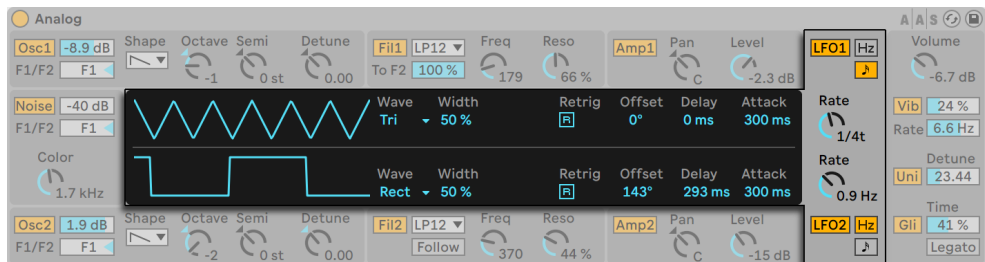 Analog A A S
Osc1 -8.9 dB Shape Octave Semi Detune Fil1 LP12 Freq Reso Amp1 Pan Level LFO1 Hz Volume
F1/F2 F1 -1 0 st 0.00 To F2 100 % 179 66 % C -2.3 dB -6.7 dB
Noise -40 dB Wave Width Retrig Offset Delay Attack Rate Vib 24 %
F1/F2 F1 Tri 50 % R 0° 0 ms 300 ms 1/4t Rate 6.6 Hz
Color Rate Detune
1.7 kHz Wave Width Retrig Offset Delay Attack Uni 23.44
Rect 50 % R 143° 293 ms 300 ms 0.9 Hz Time
Osc2 1.9 dB Shape Octave Semi Detune Fil2 LP12 Freq Reso Amp2 Pan Level LFO2 Hz Gli 41 %
F1/F2 F1 -2 0 st 0.00 Follow 370 44 % C -15 dB Legato